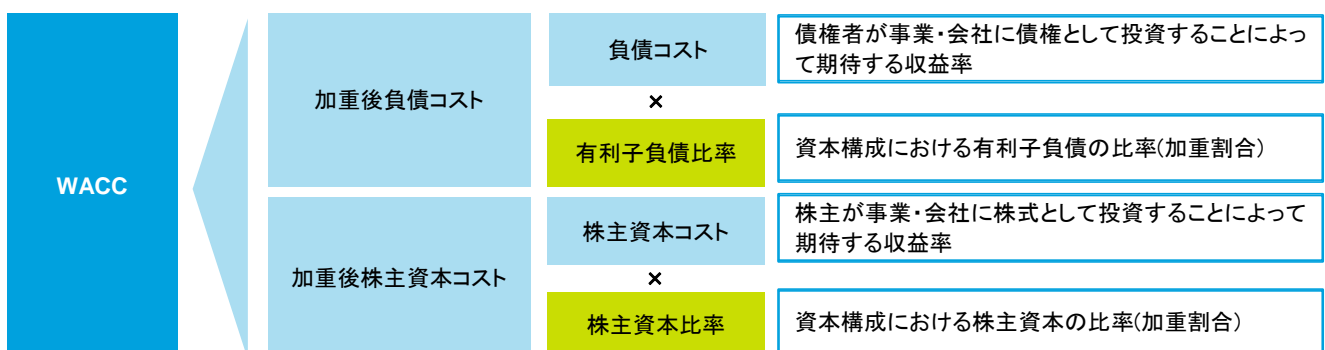 WACC
加重後負債コスト
負債コスト
×
有利子負債比率
債権者が事業・会社に債権として投資することによっ
て期待する収益率
資本構成における有利子負債の比率(加重割合)
加重後株主資本コスト
株主資本コスト
×
株主資本比率
株主が事業・会社に株式として投資することによって
期待する収益率
資本構成における株主資本の比率(加重割合)